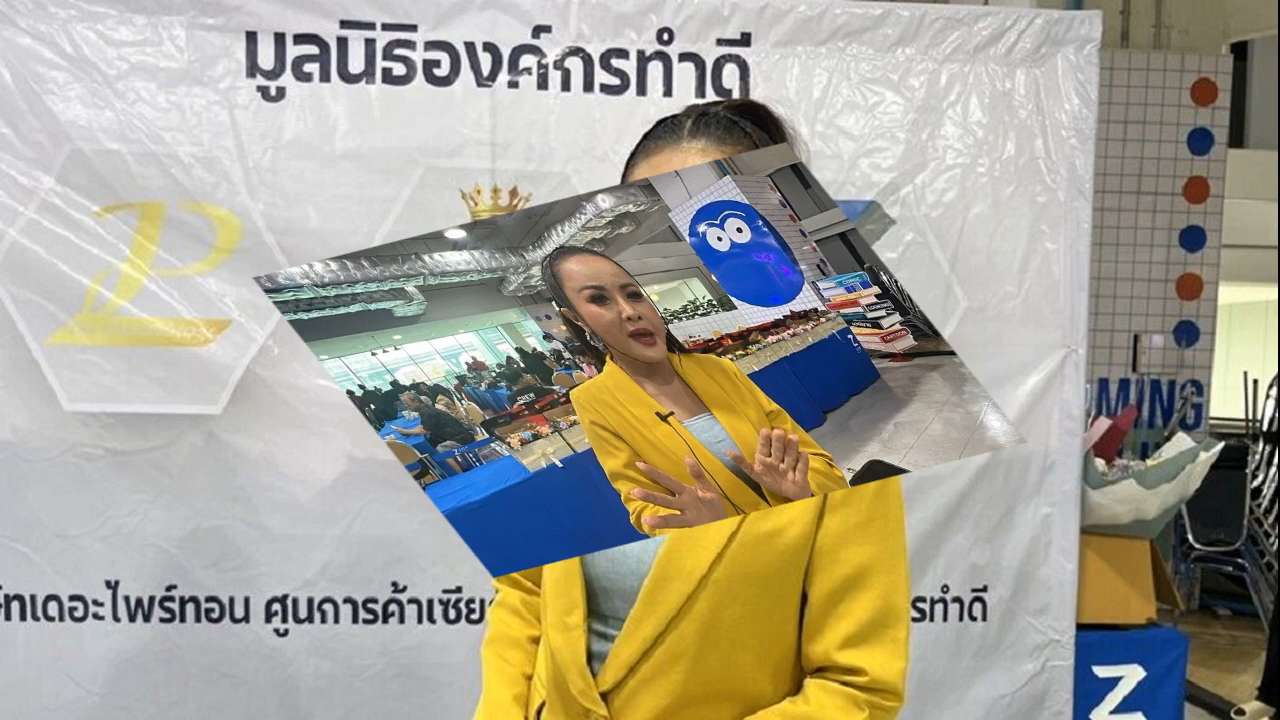 มูลนิธิองค์กรทำดี
COMIC
CREW
MING
ทเดอะไพร์ทอน ศูนการค้าเซีย
รทำดี
Z